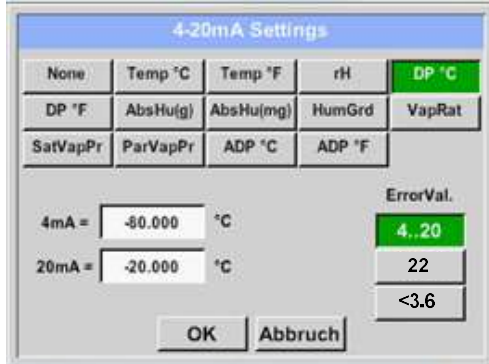 4-20mA Settings
None Temp °C Temp °F rH DP °C
DP °F AbsHu(g) AbsHu(mg) HumGrd VapRat
SatVapPr ParVapPr ADP °C ADP °F
ErrorVal.
4mA = -80.000 °C 4..20
20mA = -20.000 °C 22
<3.6
OK Abbruch